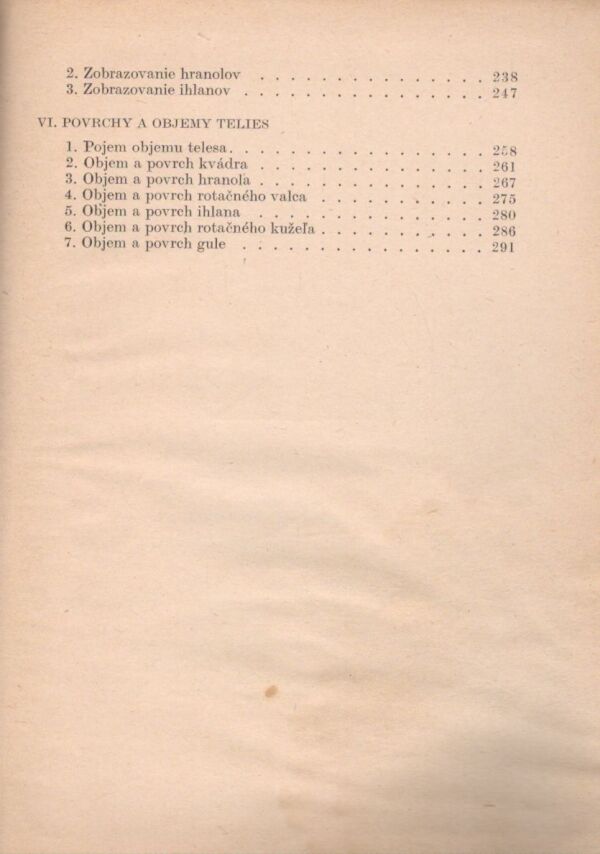 2. Zobrazovanie hranolov . . . . . . . . . . . . . . . 238
3. Zobrazovanie ihlanov . . . . . . . . . . . . . . . . 247
VI. POVRCHY A OBJEMY TELIES
1. Pojem objemu telesa . . . . . . . . . . . . . . . . . 258
2. Objem a povrch kvádra . . . . . . . . . . . . . . . 261
3. Objem a povrch hranola . . . . . . . . . . . . . . . 267
4. Objem a povrch rotačného valca . . . . . . . . . . . 275
5. Objem a povrch ihlana . . . . . . . . . . . . . . . . 280
6. Objem a povrch rotačného kužeľa . . . . . . . . . . . 286
7. Objem a povrch gule . . . . . . . . . . . . . . . . 291